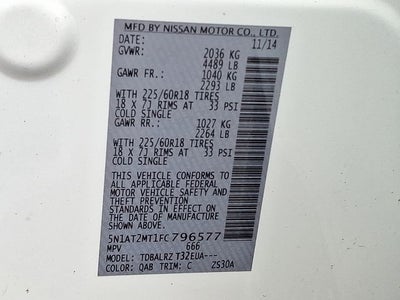 MFD BY NISSAN MOTOR CO., LTD.
DATE: 11/14
GVWR: 2036 KG
4489 LB
GAWR FR.: 1040 KG
2293 LB
WITH 225/60R18 TIRES
18 X 7J RIMS AT 33 PSI
COLD SINGLE
GAWR RR.: 1027 KG
2264 LB
WITH 225/60R18 TIRES
18 X 7J RIMS AT 33 PSI
COLD SINGLE
THIS VEHICLE CONFORMS TO
ALL APPLICABLE FEDERAL
MOTOR VEHICLE SAFETY AND
THEFT PREVENTION
STANDARDS IN EFFECT ON
THE DATE OF MANUFACTURE
SHOWN ABOVE.
5N1AT2MT1FC796577
MPV 666
MODEL: TDBALRZ T32EUA---
COLOR: QAB TRIM: C 2S30A